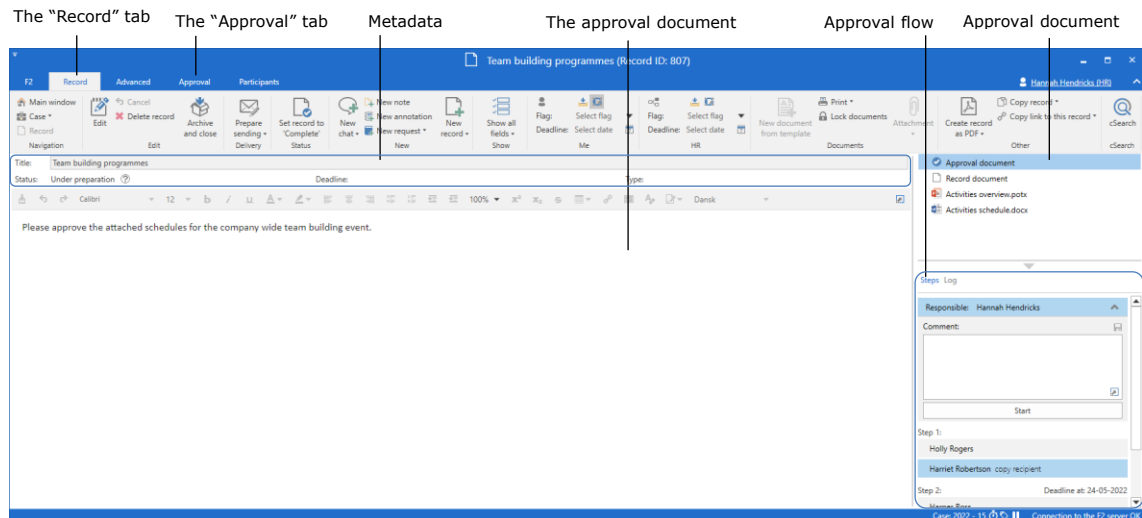 The “Record” tab
The “Approval” tab
Metadata
The approval document
Approval flow
Approval document
Team building programmes (Record ID: 807)
F2 Record Advanced Approval Participants
Hannah Hendricks (HR)
Main window
Case
Record
Navigation
Edit
Cancel
Delete record
Archive and close
Edit
Prepare sending
Delivery
Set record to 'Complete'
Status
New chat
New note
New annotation
New request
New record
New
Show all fields
Show
Flag: Select flag
Deadline: Select date
Me
Flag: Select flag
Deadline: Select date
HR
New document from template
Print
Lock documents
Attachment
Documents
Create record as PDF
Copy record
Copy link to this record
Other
cSearch
cSearch
Title: Team building programmes
Status: Under preparation ? Deadline: Type:
Calibri 12 b / u 100% x² x₂ S Dansk
Please approve the attached schedules for the company wide team building event.
Approval document
Record document
Activities overview.potx
Activities schedule.docx
Steps Log
Responsible: Hannah Hendricks
Comment:
Start
Step 1:
Holly Rogers
Harriet Robertson copy recipient
Step 2: Deadline at: 24-05-2022
Case: 2022 - 15 Connection to the F2 server OK